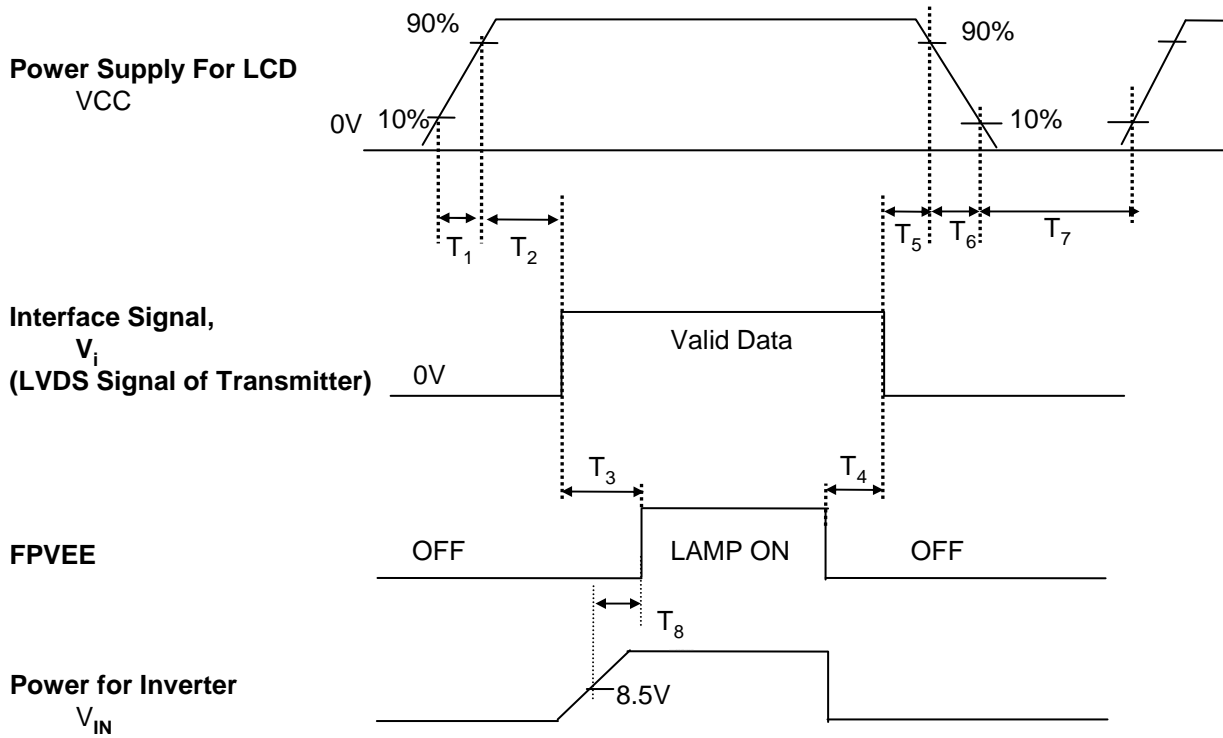 90%
90%
Power Supply For LCD
VCC
0V
10%
10%
T1
T2
T5
T6
T7
Interface Signal,
Vi
(LVDS Signal of Transmitter)
0V
Valid Data
T3
T4
FPVEE
OFF
LAMP ON
OFF
T8
Power for Inverter
VIN
8.5V